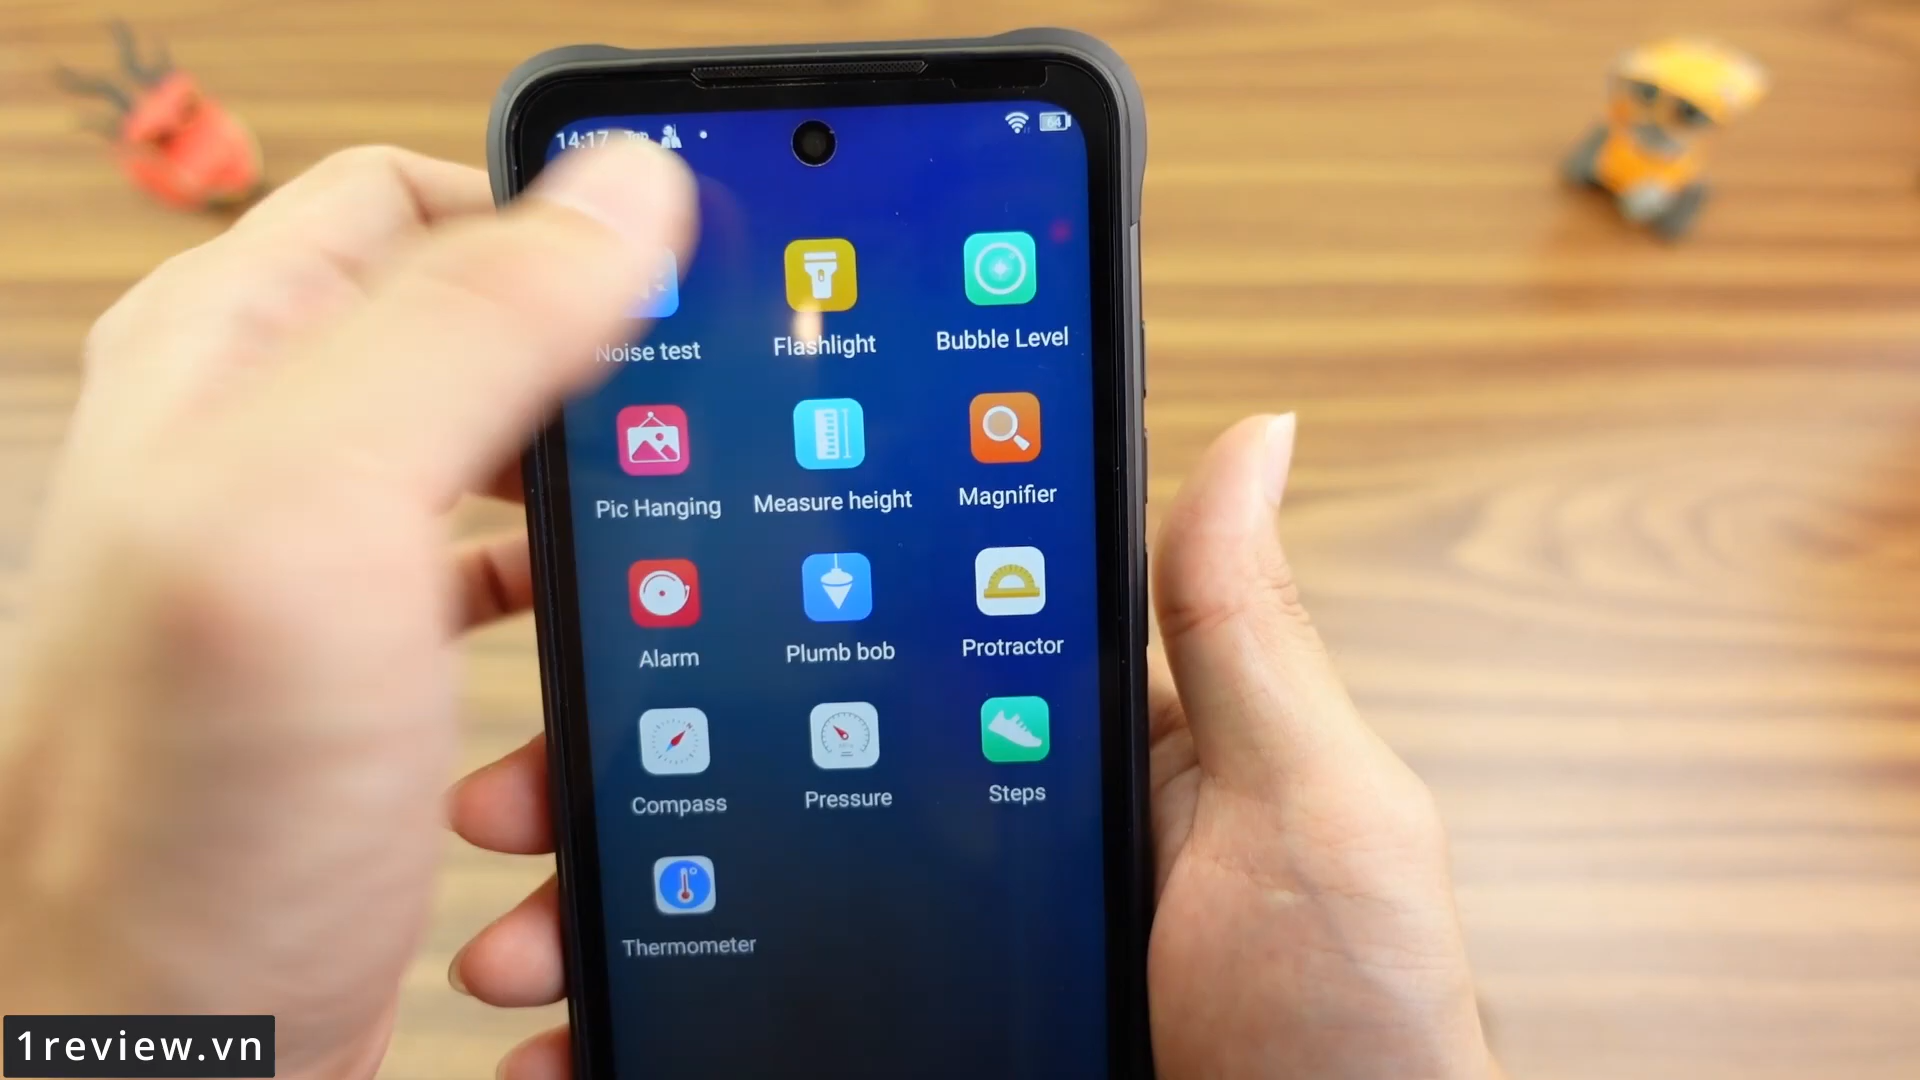 14:17
64
Noise test
Flashlight
Bubble Level
Pic Hanging
Measure height
Magnifier
Alarm
Plumb bob
Protractor
Compass
Pressure
Steps
Thermometer
1review.vn